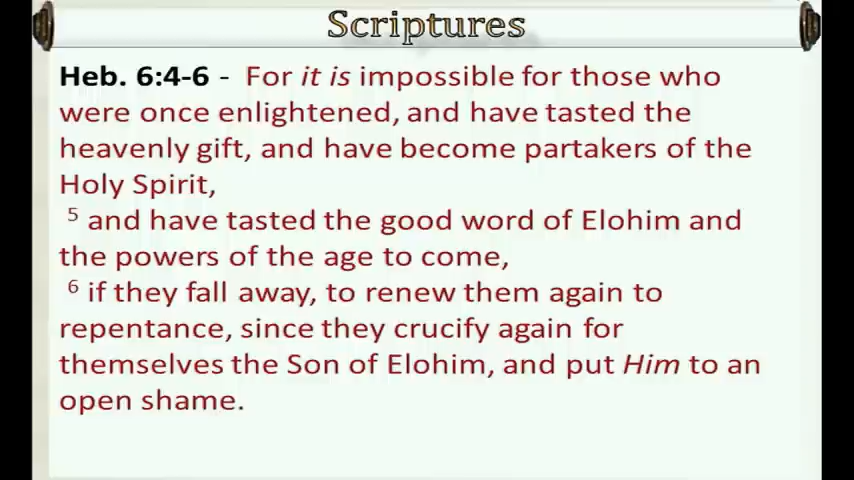 Scriptures
Heb. 6:4-6 - For it is impossible for those who
were once enlightened, and have tasted the
heavenly gift, and have become partakers of the
Holy Spirit,
5 and have tasted the good word of Elohim and
the powers of the age to come,
6 if they fall away, to renew them again to
repentance, since they crucify again for
themselves the Son of Elohim, and put Him to an
open shame.